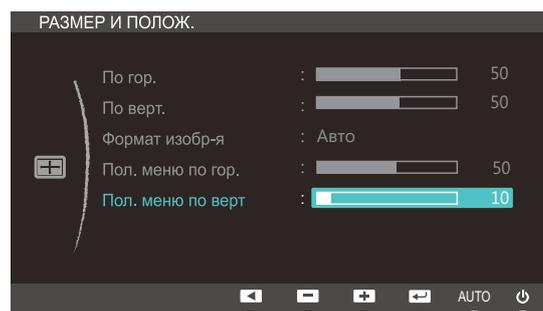 РАЗМЕР И ПОЛОЖ.
По гор. : 50
По верт. : 50
Формат изобр-я : Авто
Пол. меню по гор. : 50
Пол. меню по верт : 10
AUTO